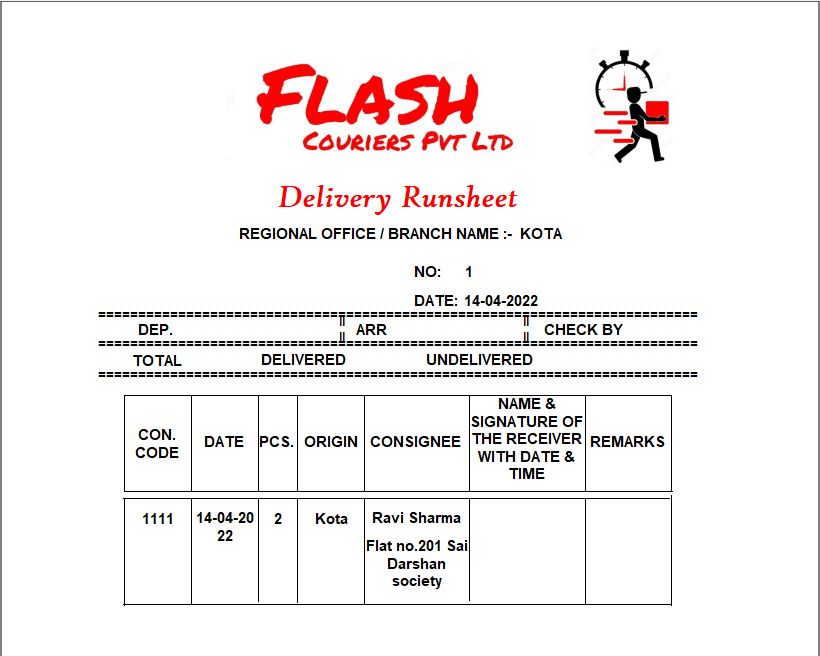 FLASH
COURIERS PVT LTD
Delivery Runsheet
REGIONAL OFFICE / BRANCH NAME :- KOTA
NO: 1
DATE: 14-04-2022
DEP. ARR CHECK BY
TOTAL DELIVERED UNDELIVERED
CON. CODE DATE PCS. ORIGIN CONSIGNEE NAME & SIGNATURE OF THE RECEIVER WITH DATE & TIME REMARKS
1111 14-04-2022 2 Kota Ravi Sharma
Flat no.201 Sai
Darshan
society